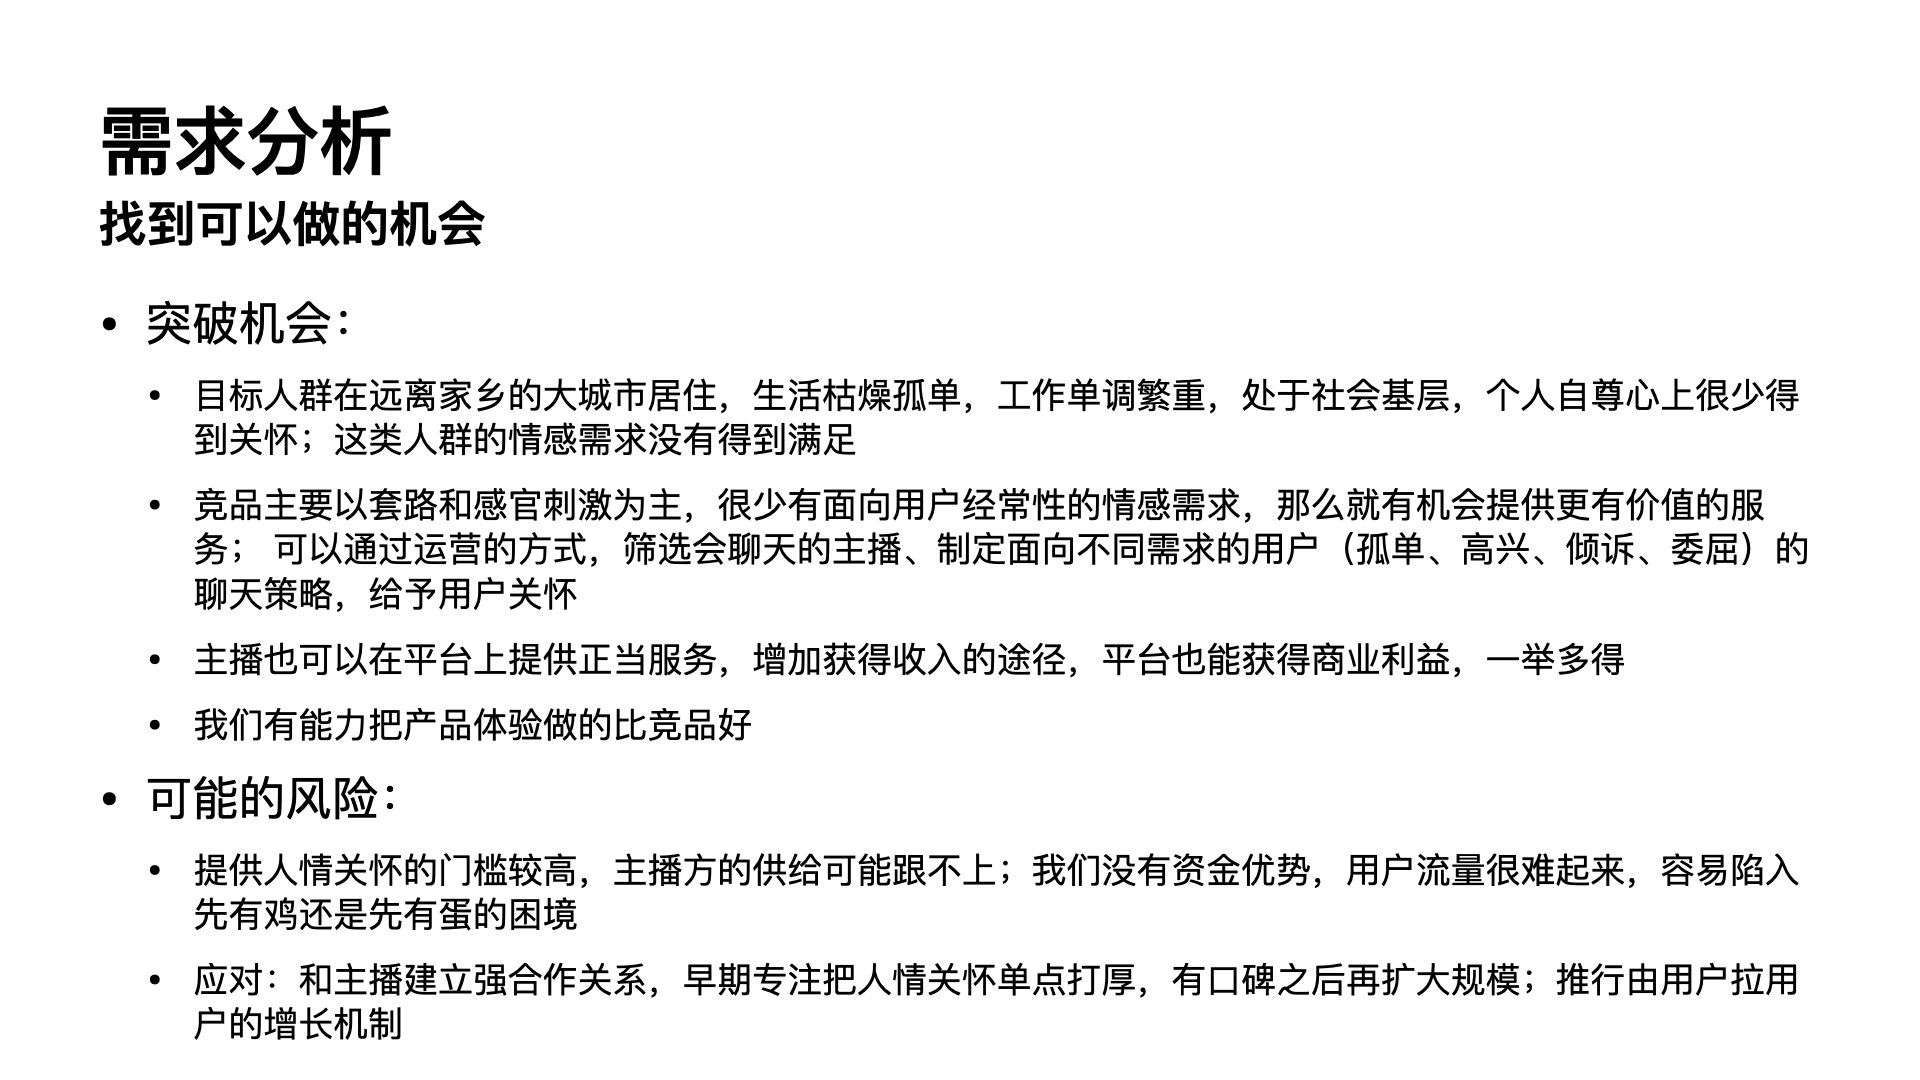 需求分析
找到可以做的机会
• 突破机会：
• 目标人群在远离家乡的大城市居住，生活枯燥孤单，工作单调繁重，处于社会基层，个人自尊心上很少得
到关怀；这类人群的情感需求没有得到满足
• 竞品主要以套路和感官刺激为主，很少有面向用户经常性的情感需求，那么就有机会提供更有价值的服
务； 可以通过运营的方式，筛选会聊天的主播、制定面向不同需求的用户（孤单、高兴、倾诉、委屈）的
聊天策略，给予用户关怀
• 主播也可以在平台上提供正当服务，增加获得收入的途径，平台也能获得商业利益，一举多得
• 我们有能力把产品体验做的比竞品好
• 可能的风险：
• 提供人情关怀的门槛较高，主播方的供给可能跟不上；我们没有资金优势，用户流量很难起来，容易陷入
先有鸡还是先有蛋的困境
• 应对：和主播建立强合作关系，早期专注把人情关怀单点打厚，有口碑之后再扩大规模；推行由用户拉用
户的增长机制